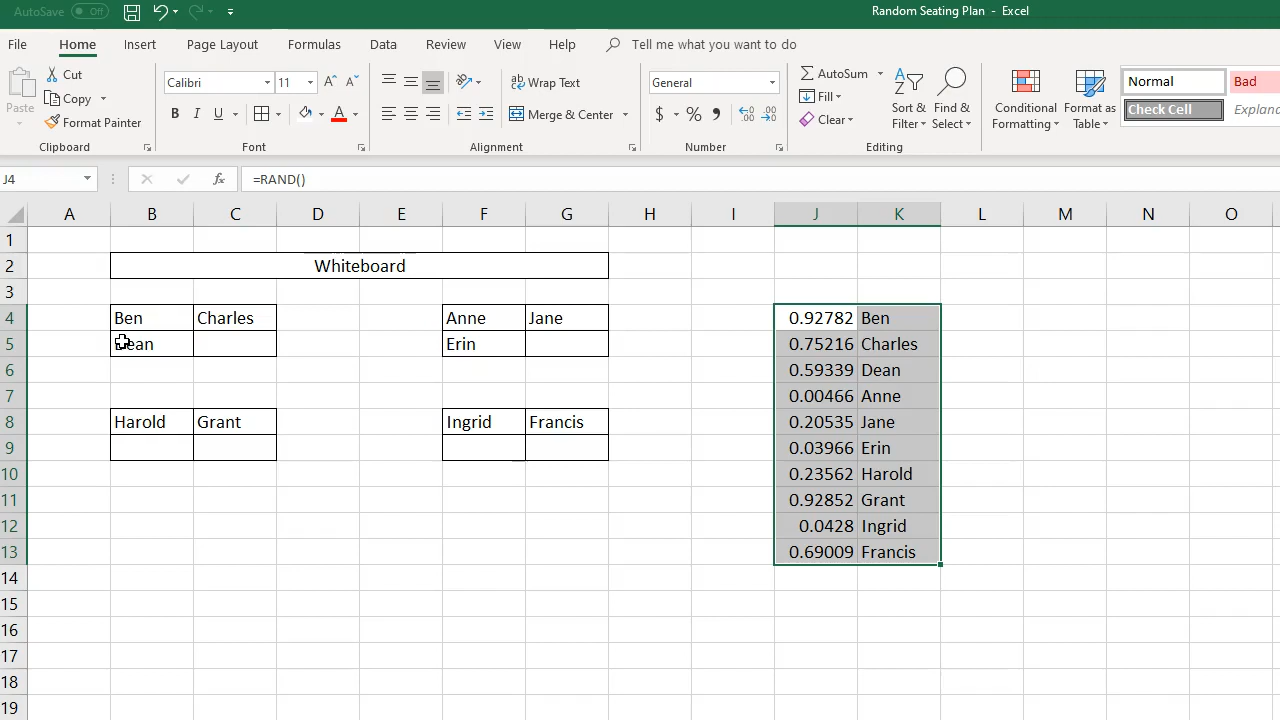 AutoSave Off Random Seating Plan - Excel
File Home Insert Page Layout Formulas Data Review View Help Tell me what you want to do
Paste
Cut
Copy
Format Painter
Clipboard
Calibri 11 A A
B I U A
Font
ab Wrap Text
Merge & Center
Alignment
General
$ % ,
Number
AutoSum
Fill
Clear
Sort & Filter
Find & Select
Editing
Conditional Formatting
Format as Table
Normal Bad
Check Cell Explana
J4 fx =RAND()
A B C D E F G H I J K L M N O
1
2 Whiteboard
3
4 Ben Charles Anne Jane 0.92782 Ben
5 Dean Erin 0.75216 Charles
6 0.59339 Dean
7 0.00466 Anne
8 Harold Grant Ingrid Francis 0.20535 Jane
9 0.03966 Erin
10 0.23562 Harold
11 0.92852 Grant
12 0.0428 Ingrid
13 0.69009 Francis
14
15
16
17
18
19